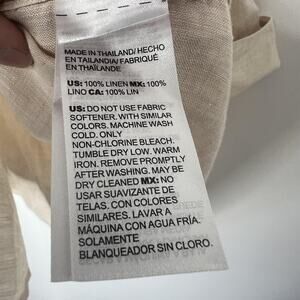 MADE IN THAILAND/ HECHO
EN TAILANDIA/ FABRIQUÉ
EN THAÏLANDE
US: 100% LINEN MX: 100%
LINO CA: 100% LIN
US: DO NOT USE FABRIC
SOFTENER. WITH SIMILAR
COLORS. MACHINE WASH
COLD. ONLY
NON-CHLORINE BLEACH.
TUMBLE DRY LOW. WARM
IRON. REMOVE PROMPTLY
AFTER WASHING. MAY BE
DRY CLEANED MX: NO
USAR SUAVIZANTE DE
TELAS. CON COLORES
SIMILARES. LAVAR A
MÁQUINA CON AGUA FRÍA.
SOLAMENTE
BLANQUEADOR SIN CLORO.